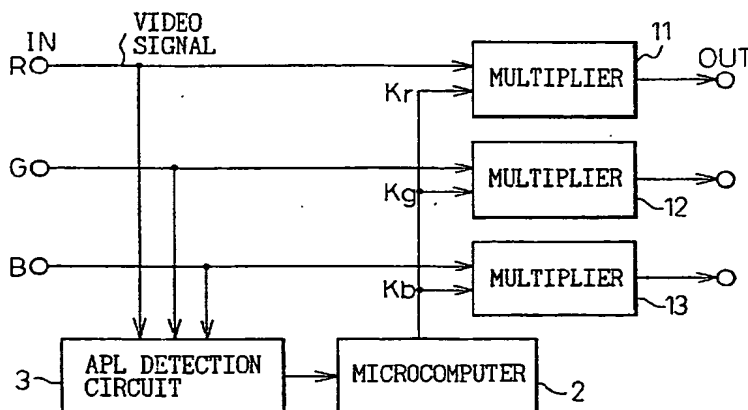 VIDEO
SIGNAL
IN
OUT
R
11
MULTIPLIER
Kr
G
MULTIPLIER
Kg
12
B
MULTIPLIER
Kb
13
3
APL DETECTION
CIRCUIT
MICROCOMPUTER
2